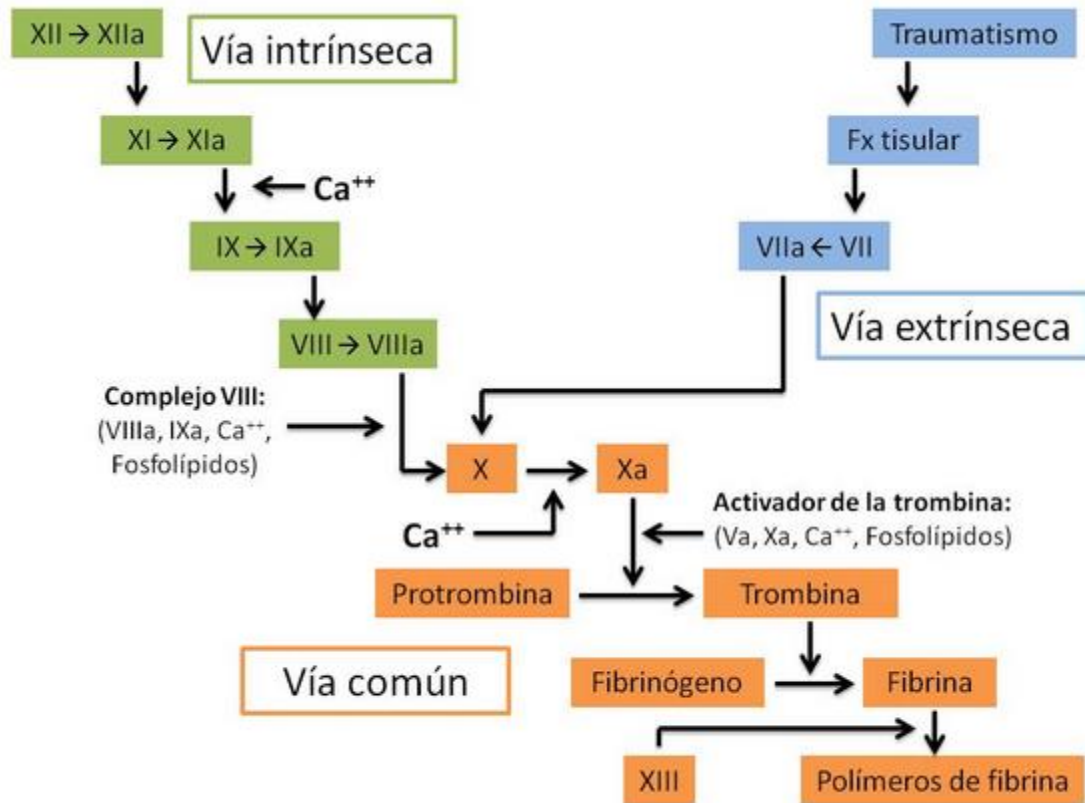 XII → XIIa
Vía intrínseca
Traumatismo
XI → XIa
Fx tisular
Ca⁺⁺
IX → IXa
VIIa ← VII
Vía extrínseca
VIII → VIIIa
Complejo VIII:
(VIIIa, IXa, Ca⁺⁺,
Fosfolípidos)
X
Xa
Activador de la trombina:
(Va, Xa, Ca⁺⁺, Fosfolípidos)
Ca⁺⁺
Protrombina
Trombina
Vía común
Fibrinógeno
Fibrina
XIII
Polímeros de fibrina